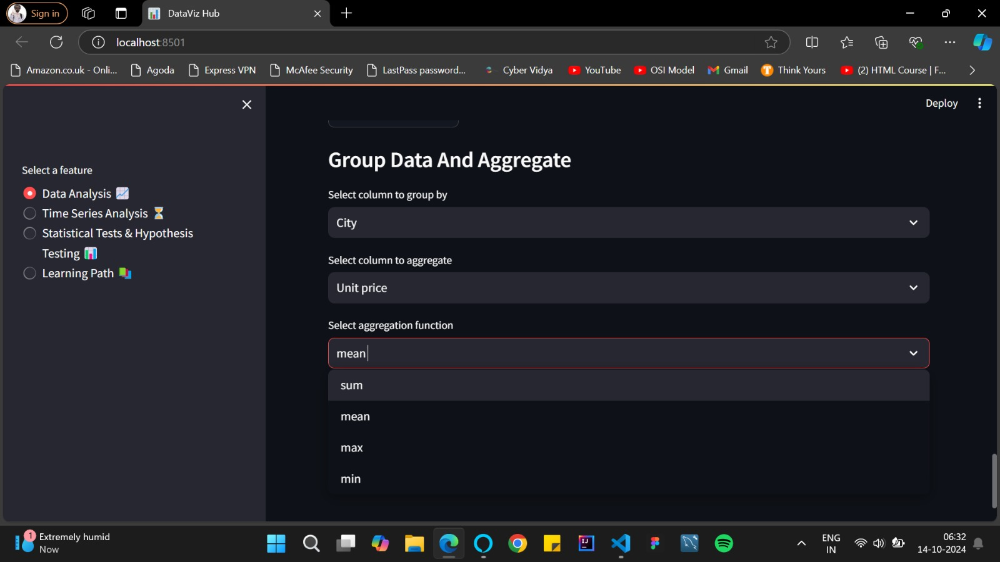 Sign in
DataViz Hub
localhost:8501
Amazon.co.uk - Onli...
Agoda
Express VPN
McAfee Security
LastPass password...
Cyber Vidya
YouTube
OSI Model
Gmail
Think Yours
(2) HTML Course | F...
Deploy
Select a feature
Data Analysis
Time Series Analysis
Statistical Tests & Hypothesis
Testing
Learning Path
Group Data And Aggregate
Select column to group by
City
Select column to aggregate
Unit price
Select aggregation function
mean
sum
mean
max
min
1
Extremely humid
Now
IJ
ENG
IN
06:32
14-10-2024